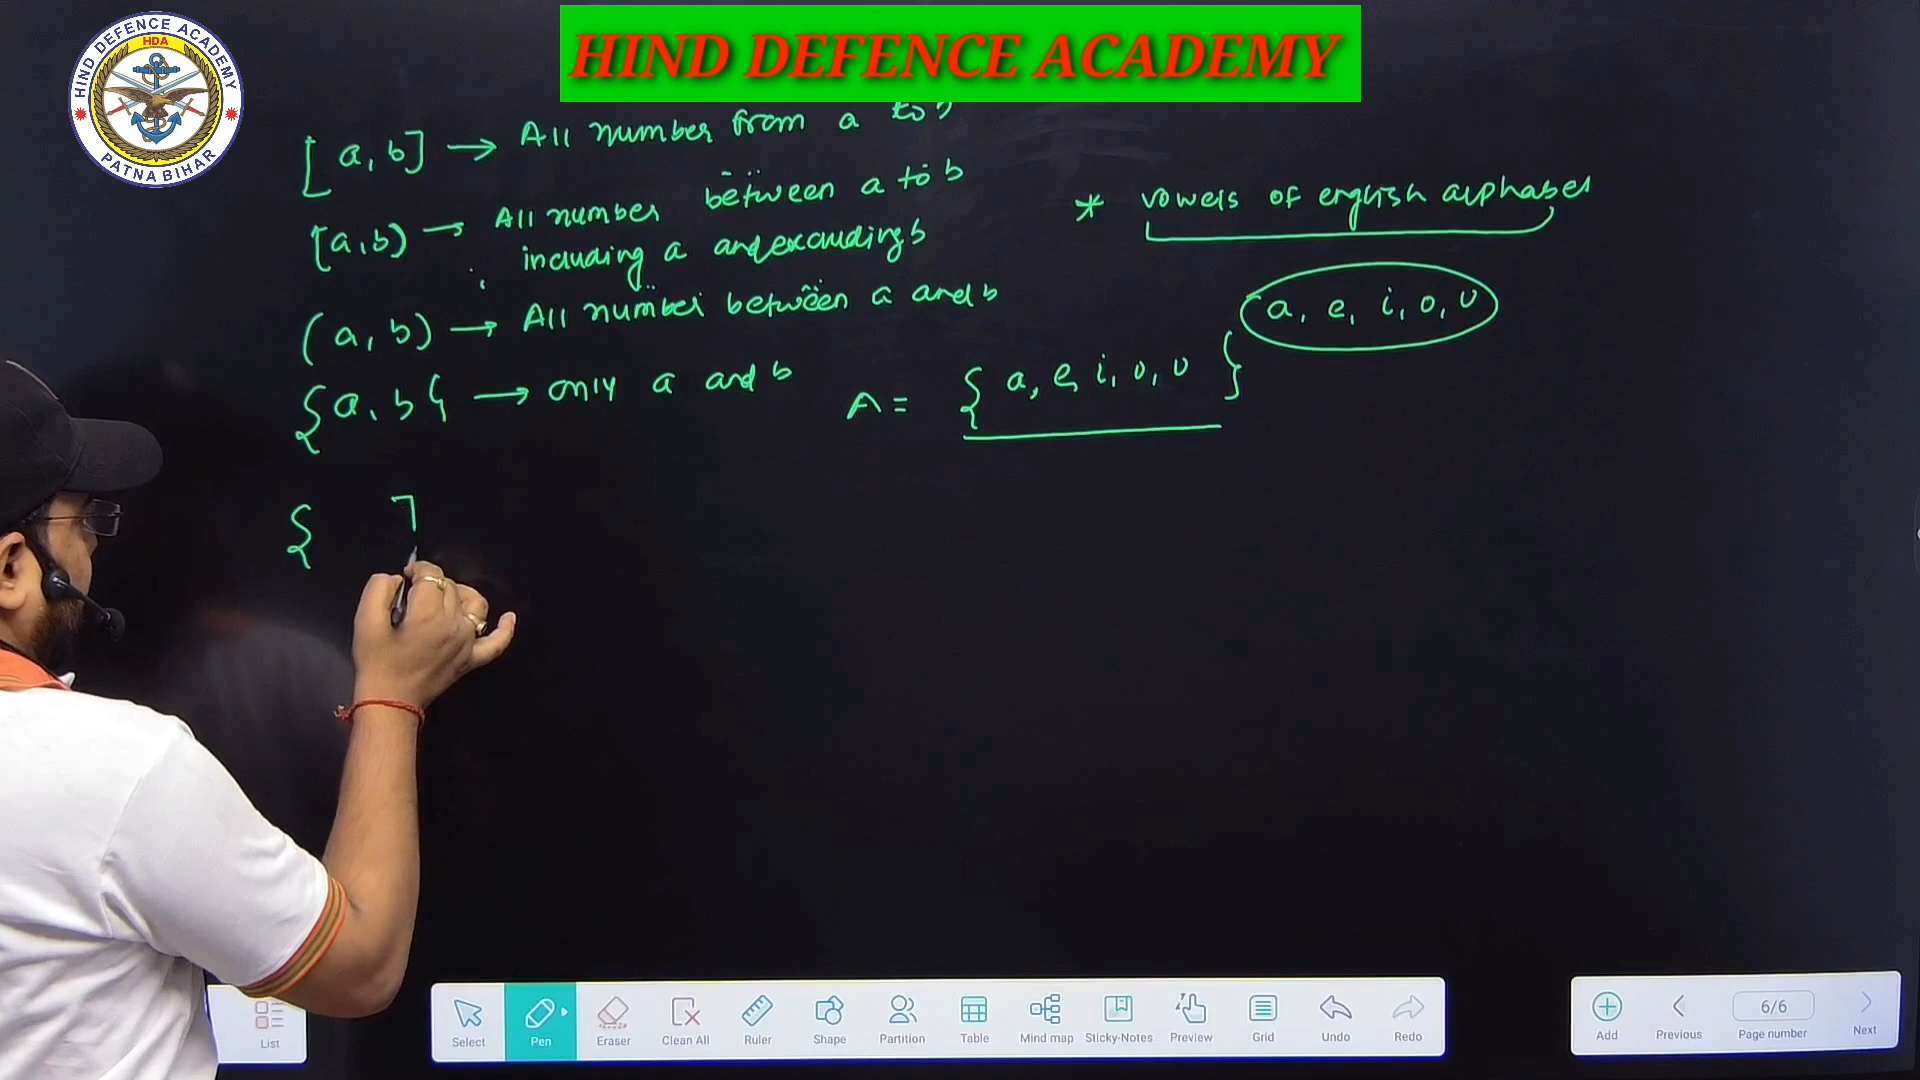 HIND DEFENCE ACADEMY
HIND DEFENCE ACADEMY
HDA
PATNA BIHAR
[a, b] → All number from a to b
[a, b) → All number between a to b
including a and excluding b
(a, b) → All number between a and b
{a, b{ → only a and b
{ ]
* vowels of english alphabet
a, e, i, o, u
A = { a, e, i, o, u }
List
Select
Pen
Eraser
Clean All
Ruler
Shape
Partition
Table
Mind map
Sticky-Notes
Preview
Grid
Undo
Redo
Add
Previous
6/6
Page number
Next